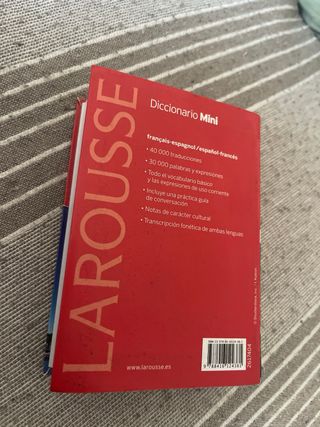 LAROUSSE
Diccionario Mini
français-espagnol/español-francés
• 40 000 traducciones
• 30 000 palabras y expresiones
• Todo el vocabulario básico
y las expresiones de uso corriente
• Incluye una práctica guía
de conversación
• Notas de carácter cultural
• Transcripción fonética de ambas lenguas
www.larousse.es
2617414